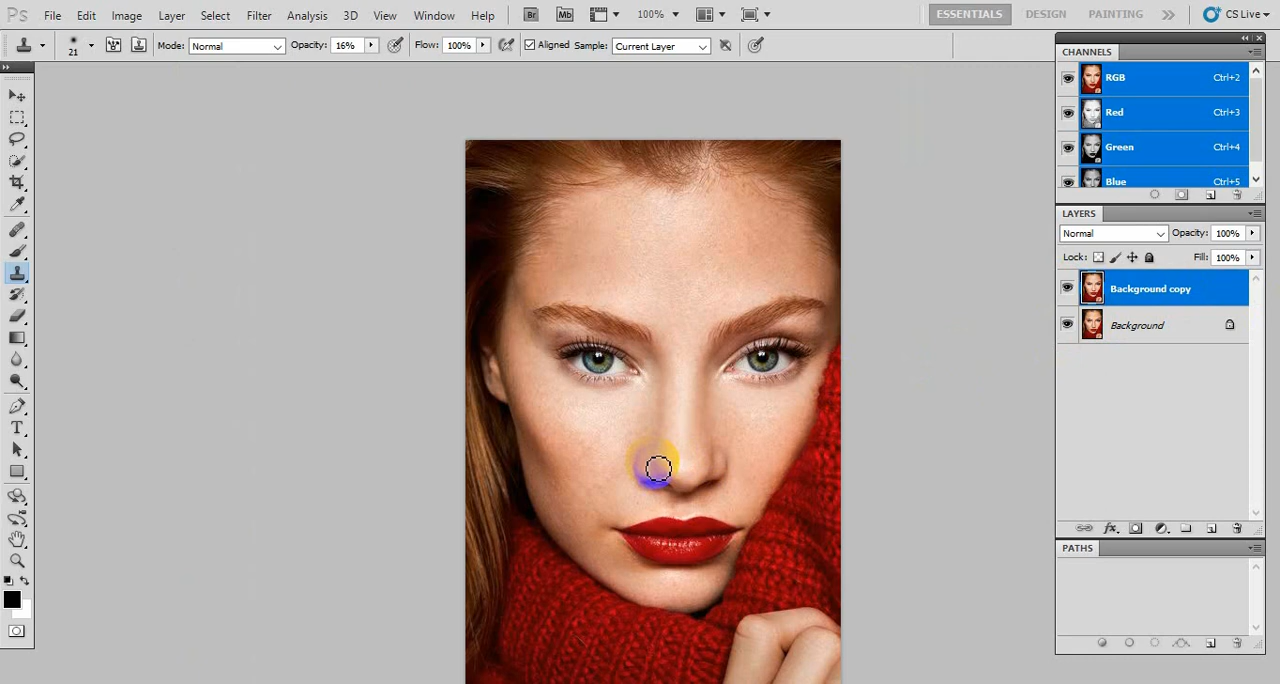 Ps File Edit Image Layer Select Filter Analysis 3D View Window Help Br Mb 100% ESSENTIALS DESIGN PAINTING CS Live
21 Mode: Normal Opacity: 16% Flow: 100% Aligned Sample: Current Layer
CHANNELS
RGB Ctrl+2
Red Ctrl+3
Green Ctrl+4
Blue Ctrl+5
LAYERS
Normal Opacity: 100%
Lock: Fill: 100%
Background copy
Background
fx
PATHS
T